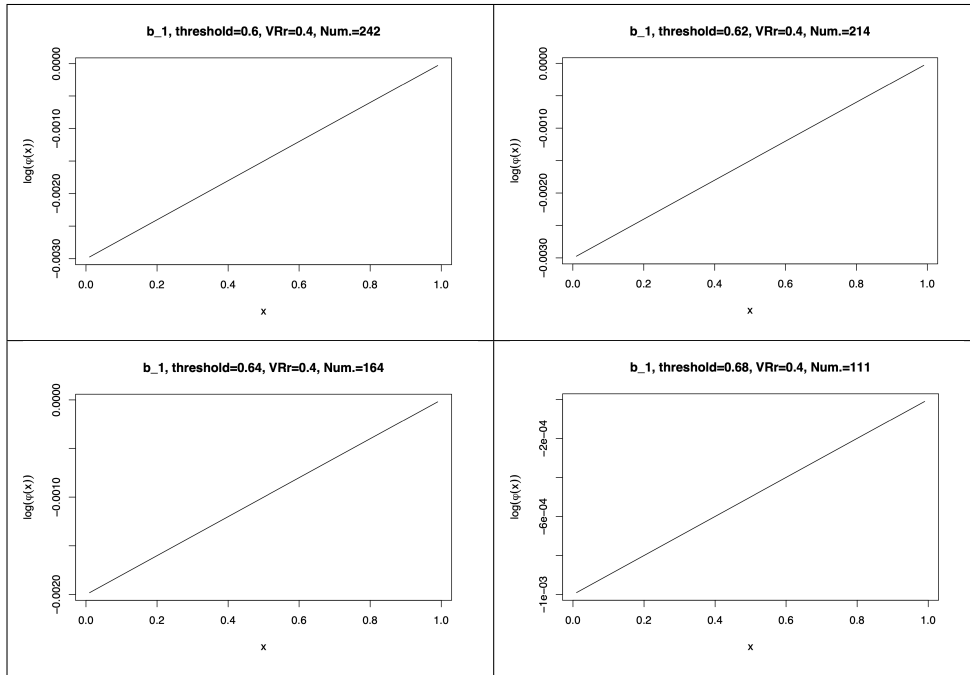 b_1, threshold=0.6, VRr=0.4, Num.=242
log(φ(x))
0.0000
−0.0010
−0.0020
−0.0030
0.0 0.2 0.4 0.6 0.8 1.0
x
b_1, threshold=0.62, VRr=0.4, Num.=214
log(φ(x))
0.0000
−0.0010
−0.0020
−0.0030
0.0 0.2 0.4 0.6 0.8 1.0
x
b_1, threshold=0.64, VRr=0.4, Num.=164
log(φ(x))
0.0000
−0.0010
−0.0020
0.0 0.2 0.4 0.6 0.8 1.0
x
b_1, threshold=0.68, VRr=0.4, Num.=111
log(φ(x))
−2e−04
−6e−04
−1e−03
0.0 0.2 0.4 0.6 0.8 1.0
x